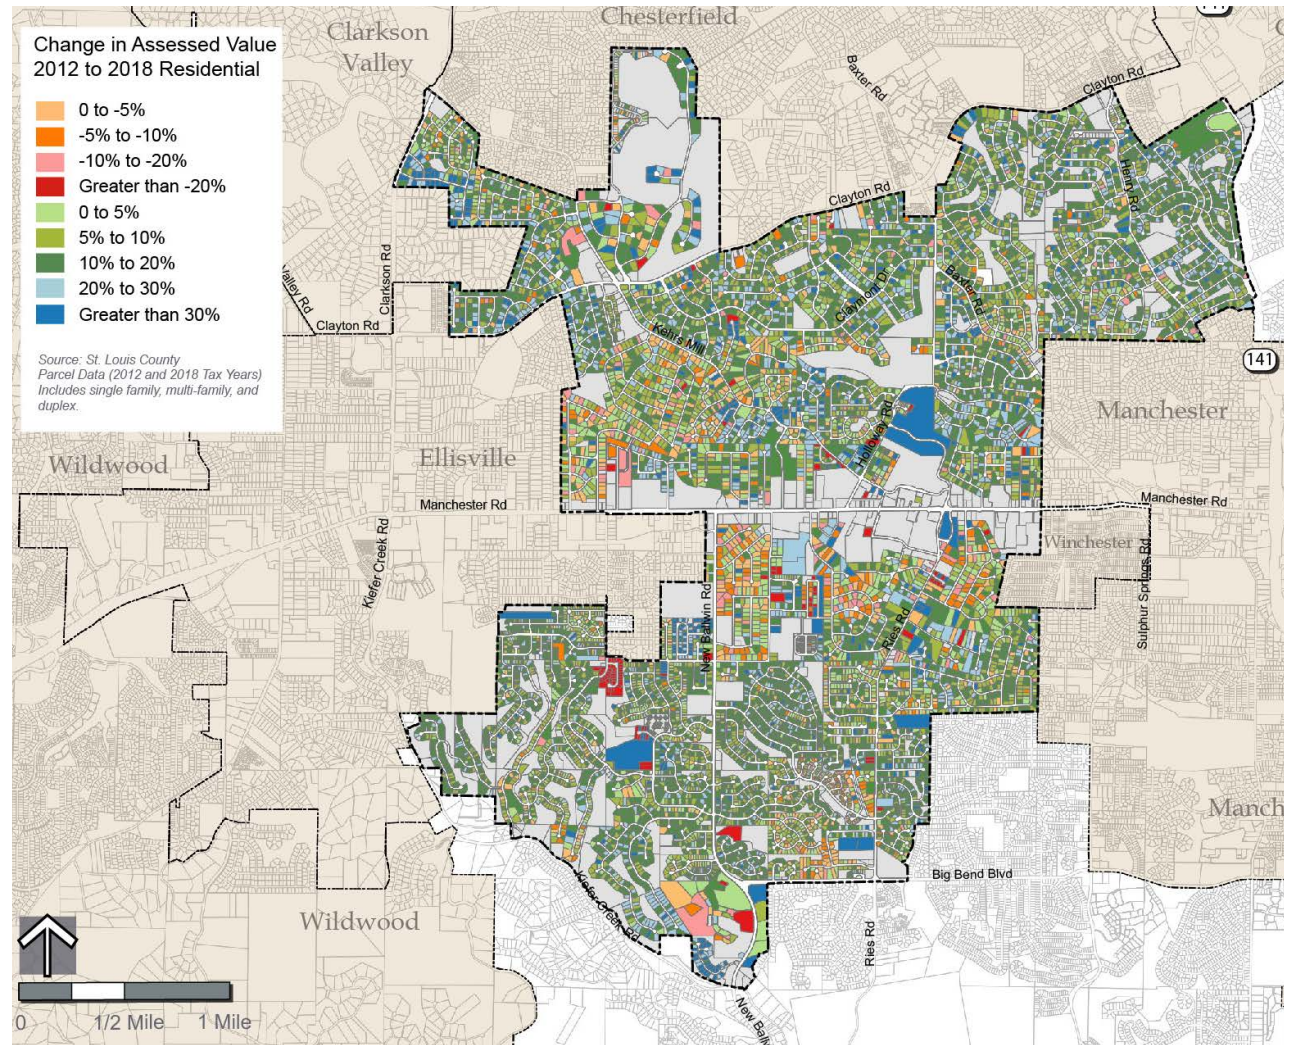 Change in Assessed Value
2012 to 2018 Residential
0 to -5%
-5% to -10%
-10% to -20%
Greater than -20%
0 to 5%
5% to 10%
10% to 20%
20% to 30%
Greater than 30%
Source: St. Louis County
Parcel Data (2012 and 2018 Tax Years)
Includes single family, multi-family, and
duplex.
Clarkson
Valley
Chesterfield
Baxter Rd
Clayton Rd
Henry Rd
Clayton Rd
Clarkson Rd
Valley Rd
Clayton Rd
Claymont Dr
Baxter Rd
Kehrs Mill
141
Manchester
Holloway Rd
Wildwood
Ellisville
Manchester Rd
Manchester Rd
Winchester
Kiefer Creek Rd
Sulphur Springs Rd
New Ballwin Rd
Ries Rd
Manch
Big Bend Blvd
Kiefer Creek Rd
Wildwood
Ries Rd
New Ball
0
1/2 Mile
1 Mile